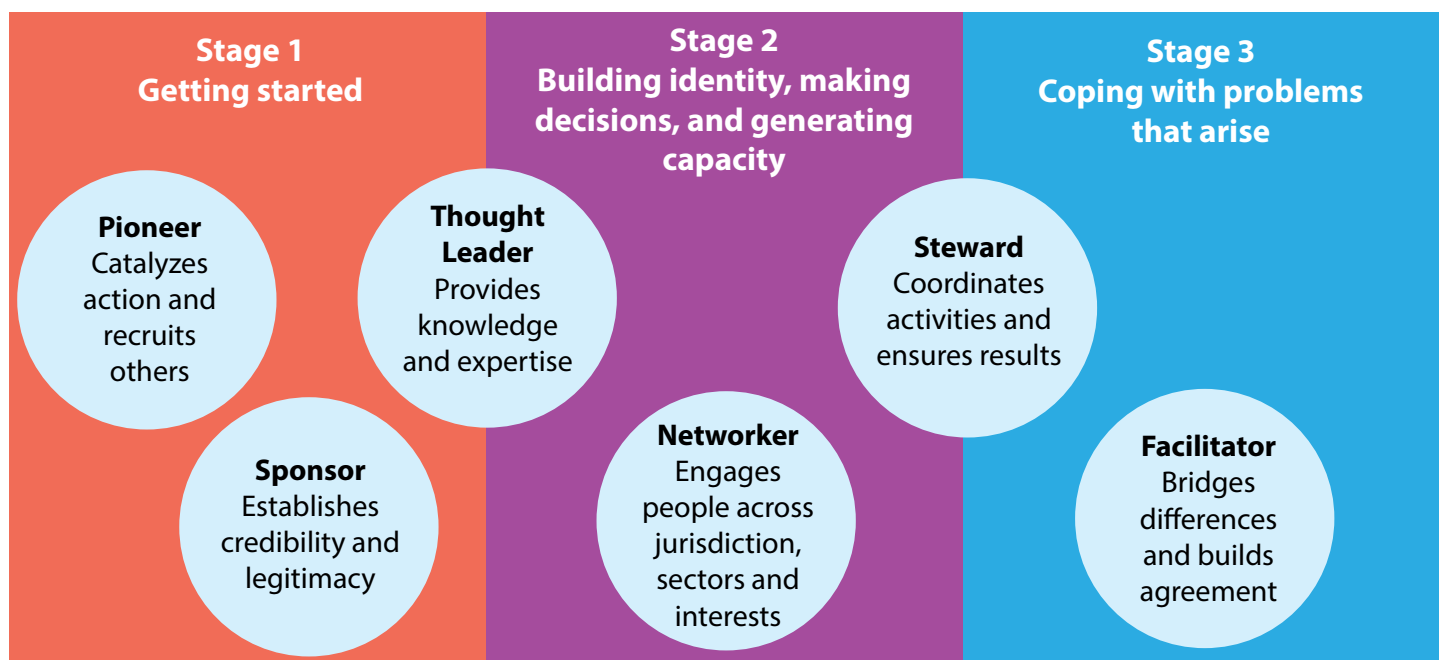 Stage 1
Getting started
Stage 2
Building identity, making
decisions, and generating
capacity
Stage 3
Coping with problems
that arise
Pioneer
Catalyzes
action and
recruits
others
Sponsor
Establishes
credibility and
legitimacy
Thought
Leader
Provides
knowledge
and expertise
Networker
Engages
people across
jurisdiction,
sectors and
interests
Steward
Coordinates
activities and
ensures results
Facilitator
Bridges
differences
and builds
agreement